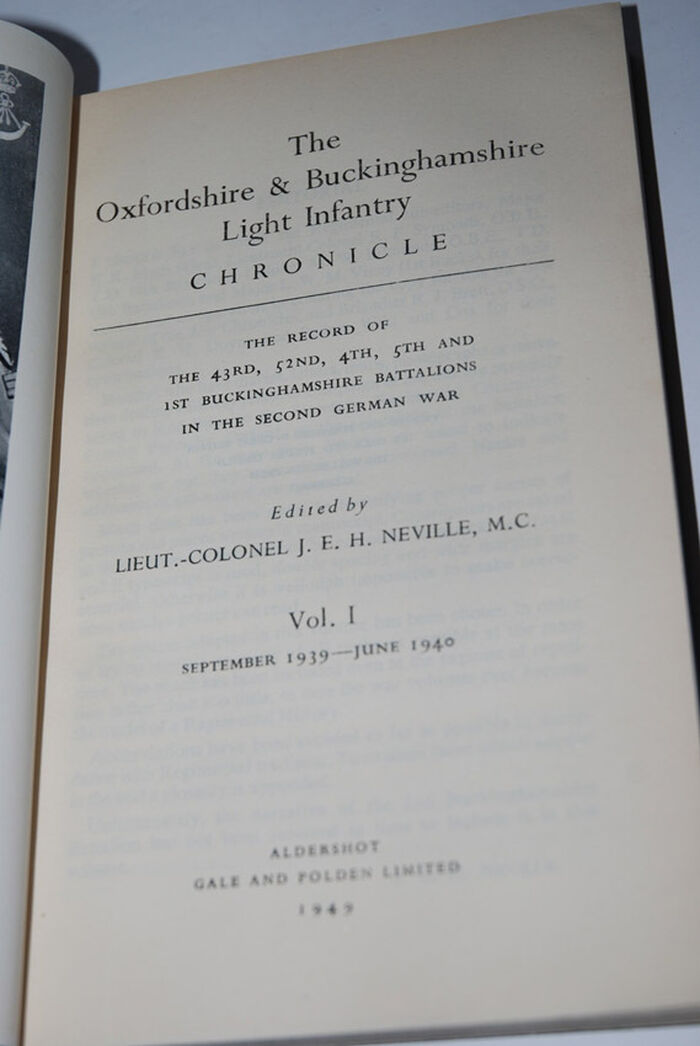 The
Oxfordshire & Buckinghamshire
Light Infantry
CHRONICLE
THE RECORD OF
THE 43RD, 52ND, 4TH, 5TH AND
1ST BUCKINGHAMSHIRE BATTALIONS
IN THE SECOND GERMAN WAR
Edited by
LIEUT.-COLONEL J. E. H. NEVILLE, M.C.
Vol. I
SEPTEMBER 1939—JUNE 1940
ALDERSHOT
GALE AND POLDEN LIMITED
1949